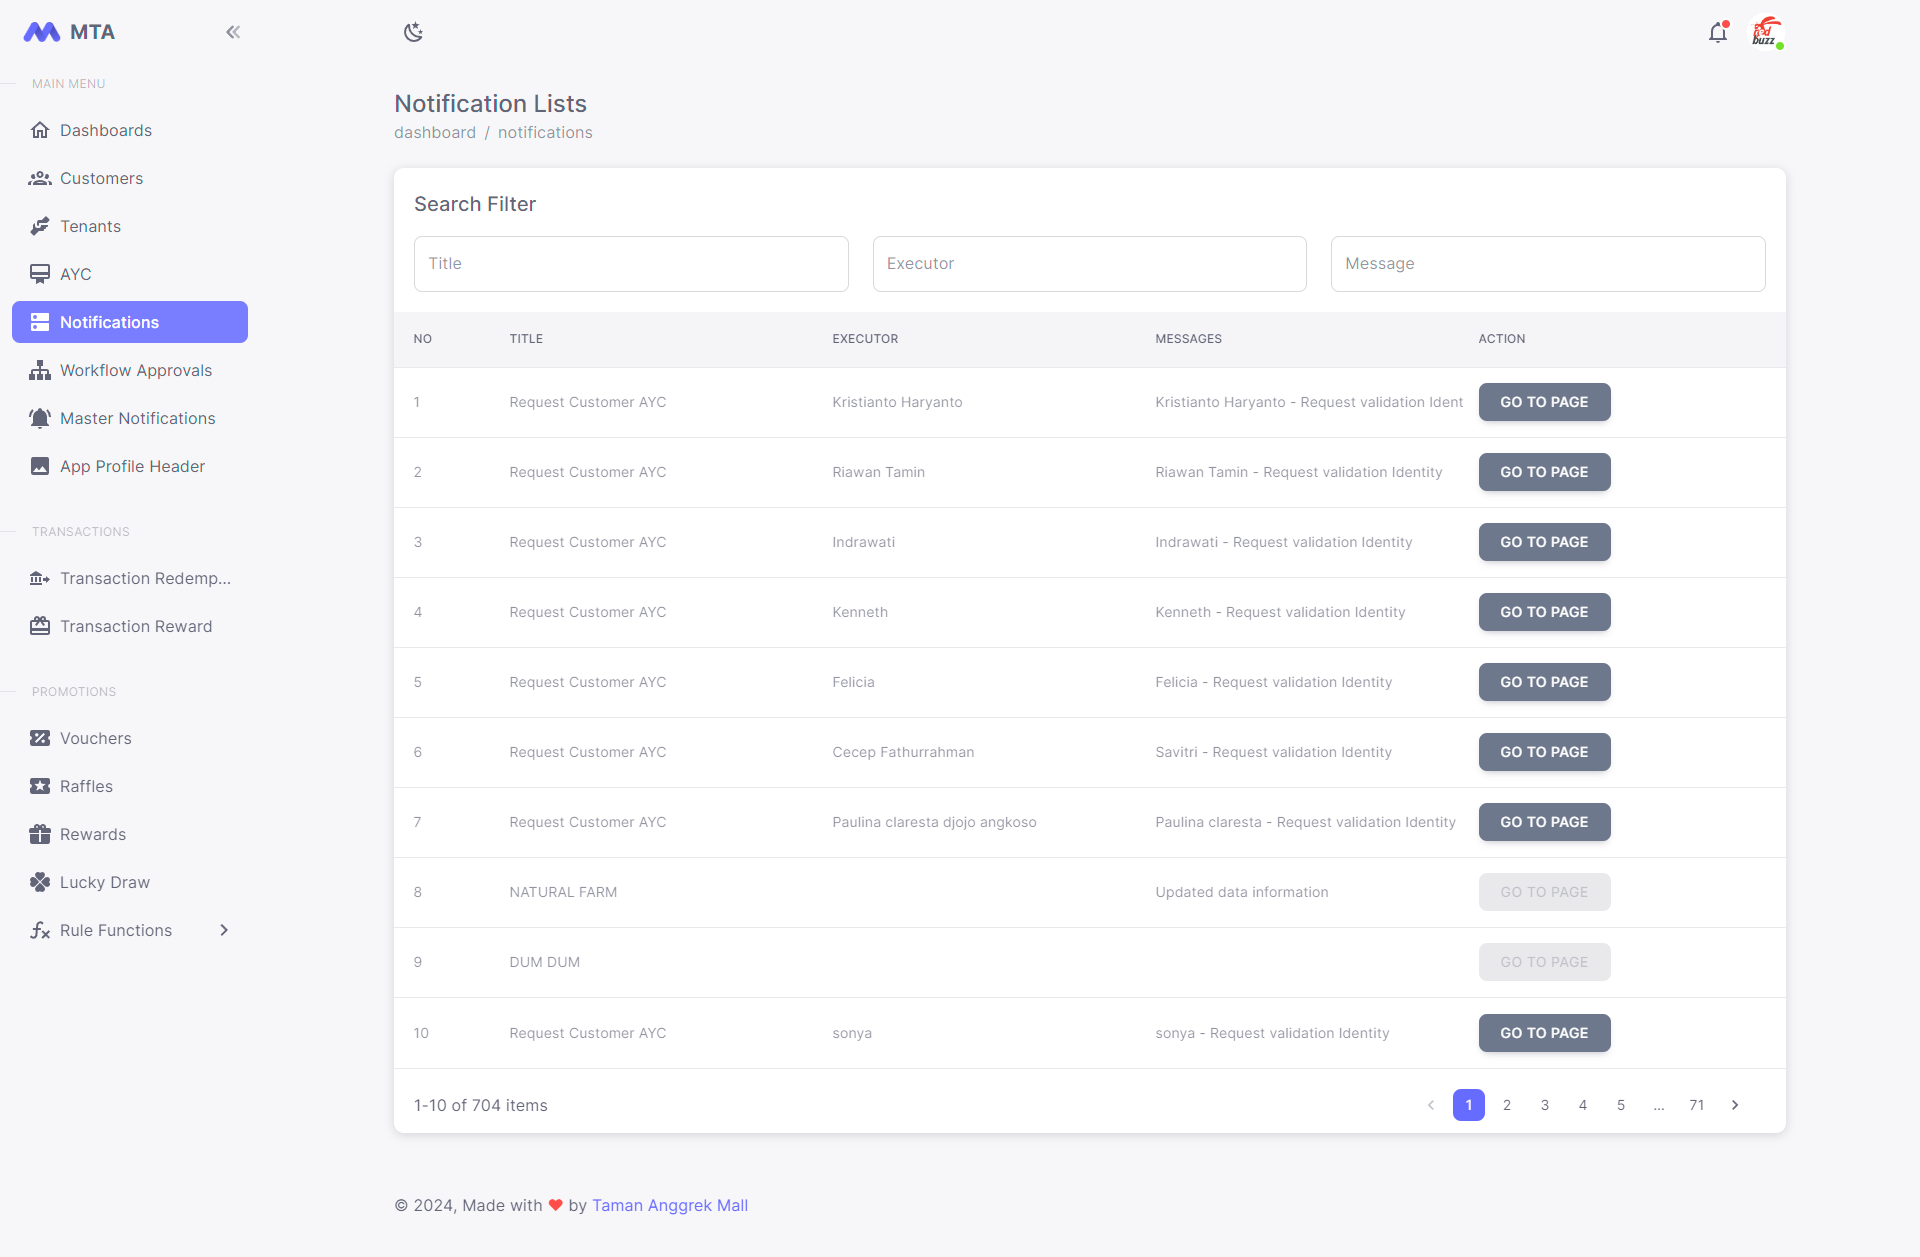 MTA
MAIN MENU
Dashboards
Customers
Tenants
AYC
Notifications
Workflow Approvals
Master Notifications
App Profile Header
TRANSACTIONS
Transaction Redemp...
Transaction Reward
PROMOTIONS
Vouchers
Raffles
Rewards
Lucky Draw
Rule Functions
buzz
Notification Lists
dashboard / notifications
Search Filter
Title Executor Message
NO TITLE EXECUTOR MESSAGES ACTION
1 Request Customer AYC Kristianto Haryanto Kristianto Haryanto - Request validation Ident GO TO PAGE
2 Request Customer AYC Riawan Tamin Riawan Tamin - Request validation Identity GO TO PAGE
3 Request Customer AYC Indrawati Indrawati - Request validation Identity GO TO PAGE
4 Request Customer AYC Kenneth Kenneth - Request validation Identity GO TO PAGE
5 Request Customer AYC Felicia Felicia - Request validation Identity GO TO PAGE
6 Request Customer AYC Cecep Fathurrahman Savitri - Request validation Identity GO TO PAGE
7 Request Customer AYC Paulina claresta djojo angkoso Paulina claresta - Request validation Identity GO TO PAGE
8 NATURAL FARM Updated data information GO TO PAGE
9 DUM DUM GO TO PAGE
10 Request Customer AYC sonya sonya - Request validation Identity GO TO PAGE
1-10 of 704 items 1 2 3 4 5 ... 71
© 2024, Made with ❤ by Taman Anggrek Mall